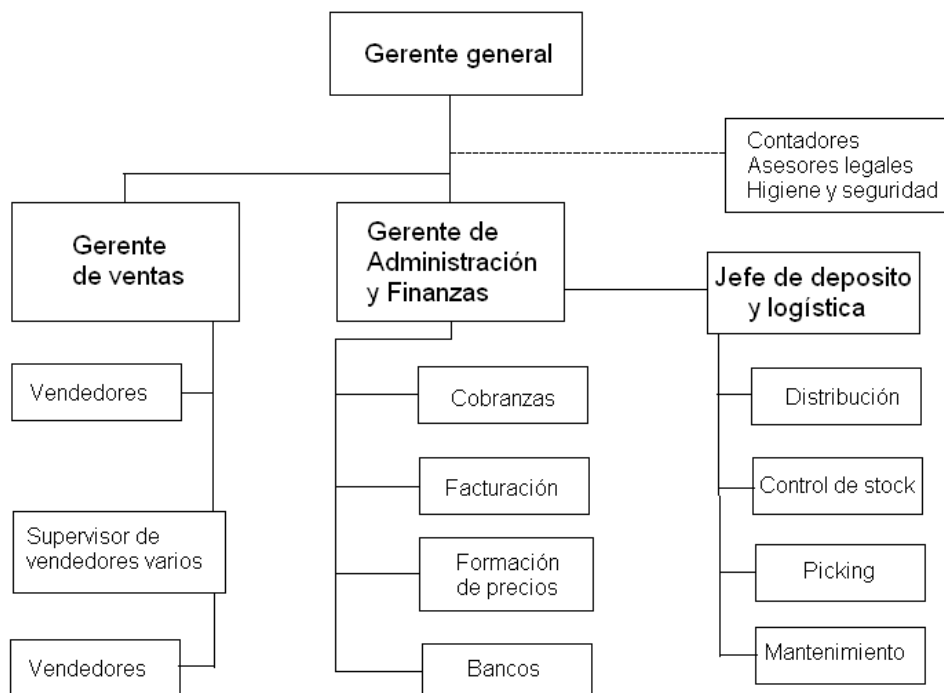 Gerente general
Contadores
Asesores legales
Higiene y seguridad
Gerente
de ventas
Gerente de
Administración
y Finanzas
Jefe de deposito
y logística
Vendedores
Supervisor de
vendedores varios
Vendedores
Cobranzas
Facturación
Formación
de precios
Bancos
Distribución
Control de stock
Picking
Mantenimiento